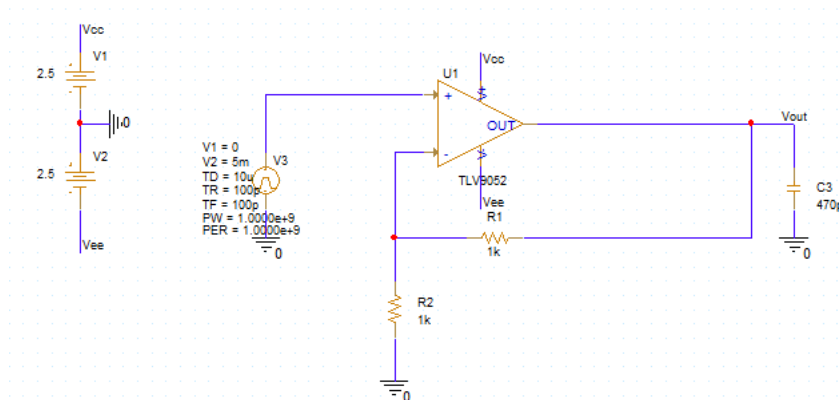 Vcc
V1
2.5
0
V2
2.5
Vee
V1 = 0
V2 = 5m
TD = 10u
TR = 100p
TF = 100p
PW = 1.0000e+9
PER = 1.0000e+9
V3
0
U1
Vcc
+
OUT
-
TLV9052
Vee
R1
1k
R2
1k
0
Vout
C3
470p
0